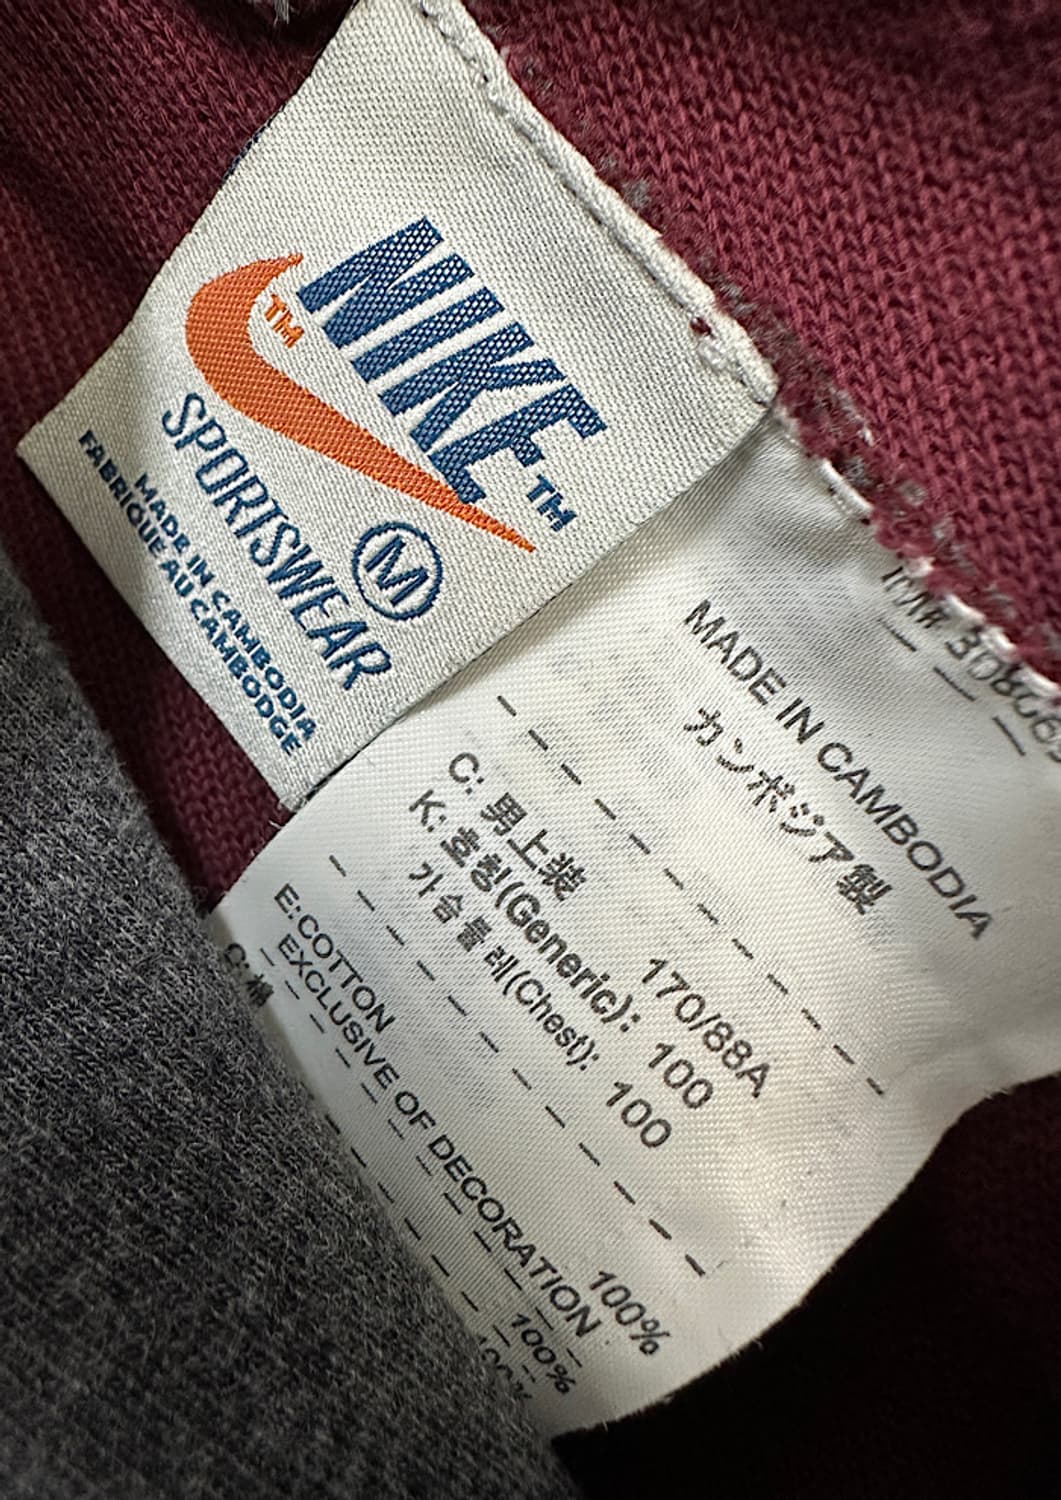 NIKE™
™
SPORTSWEAR
M
MADE IN CAMBODIA
FABRIQUE AU CAMBODGE
MADE IN CAMBODIA
カンボジア製
C: 男上装 170/88A
K: 호칭(Generic): 100
가슴둘레(Chest): 100
E:COTTON 100%
EXCLUSIVE OF DECORATION
C:棉 100%